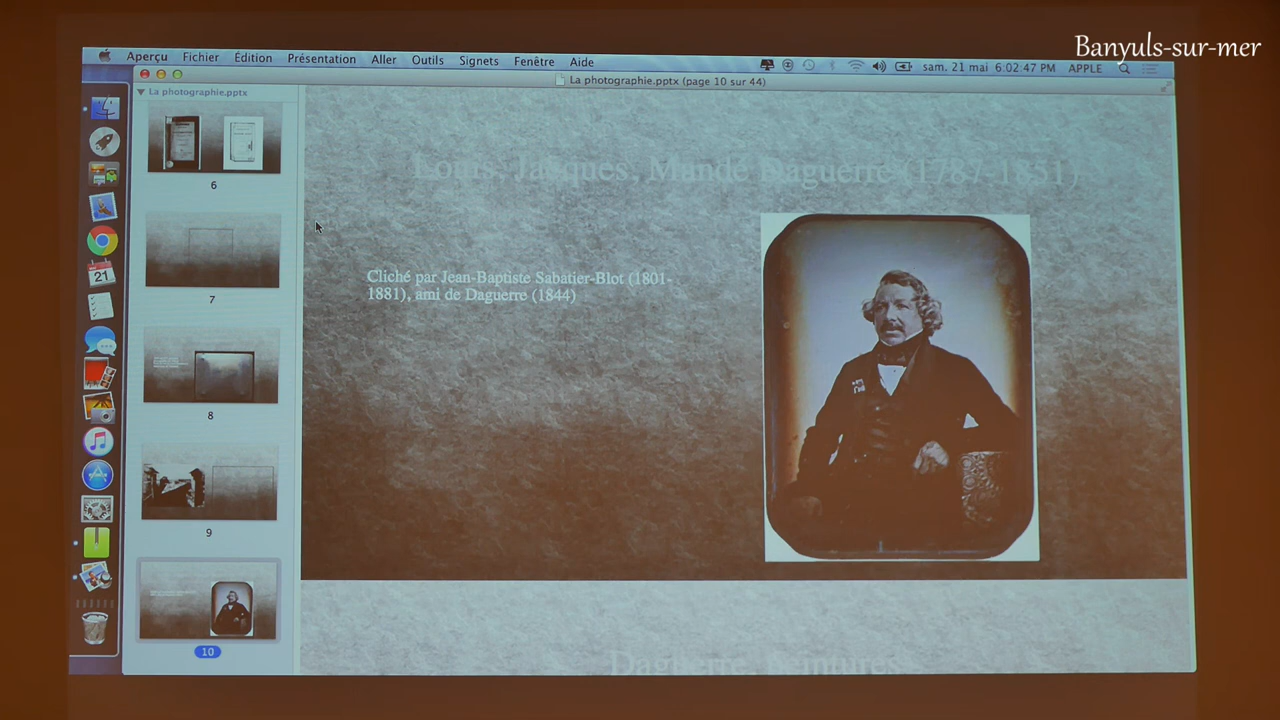 Banyuls-sur-mer
Aperçu Fichier Édition Présentation Aller Outils Signets Fenêtre Aide
sam. 21 mai 6:02:47 PM APPLE
La photographie.pptx (page 10 sur 44)
La photographie.pptx
6
7
8
9
10
Louis, Jacques, Mandé Daguerre (1787-1851)
Cliché par Jean-Baptiste Sabatier-Blot (1801-
1881), ami de Daguerre (1844)
Daguerre, Peintures
21